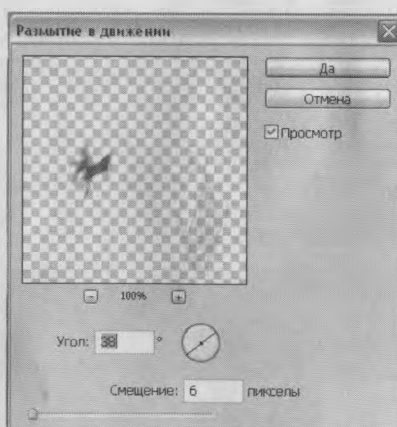 Размытие в движении
Да
Отмена
Просмотр
100%
Угол: 38 °
Смещение: 6 пикселы